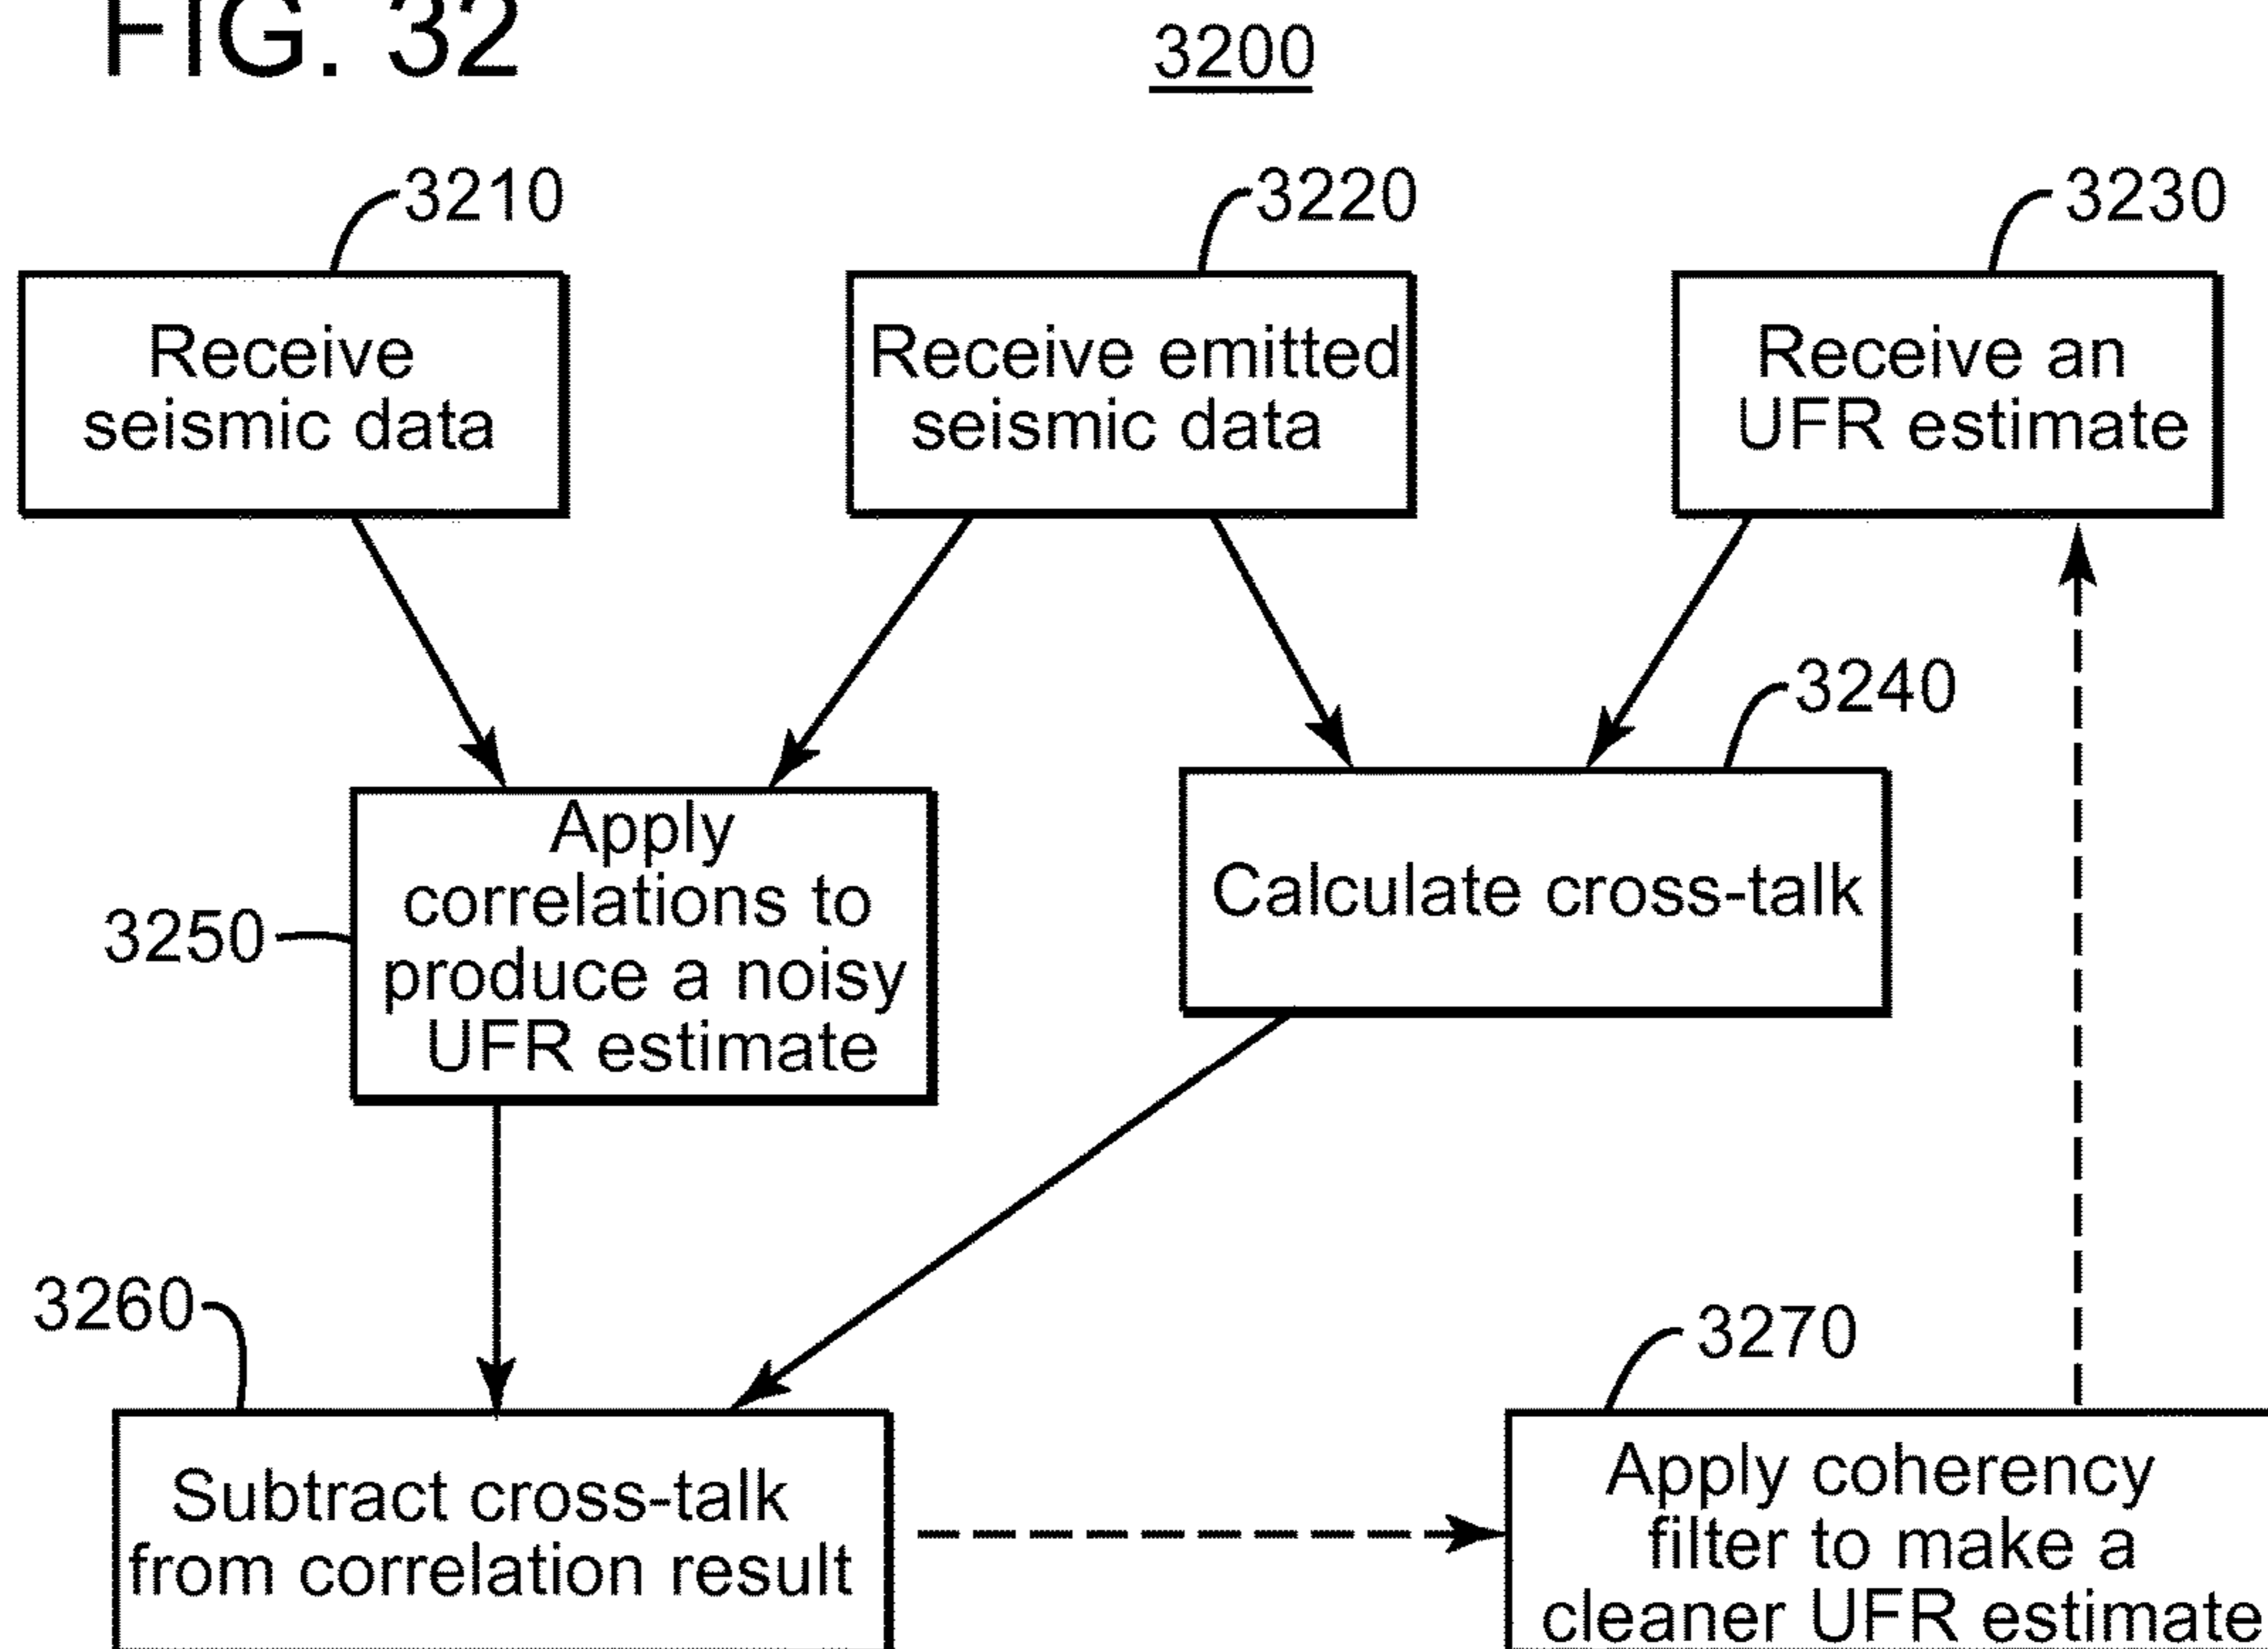 FIG. 32
3200
3210
3220
3230
Receive
seismic data
Receive emitted
seismic data
Receive an
UFR estimate
3240
Apply
correlations to
produce a noisy
UFR estimate
3250
Calculate cross-talk
3260
3270
Subtract cross-talk
from correlation result
Apply coherency
filter to make a
cleaner UFR estimate